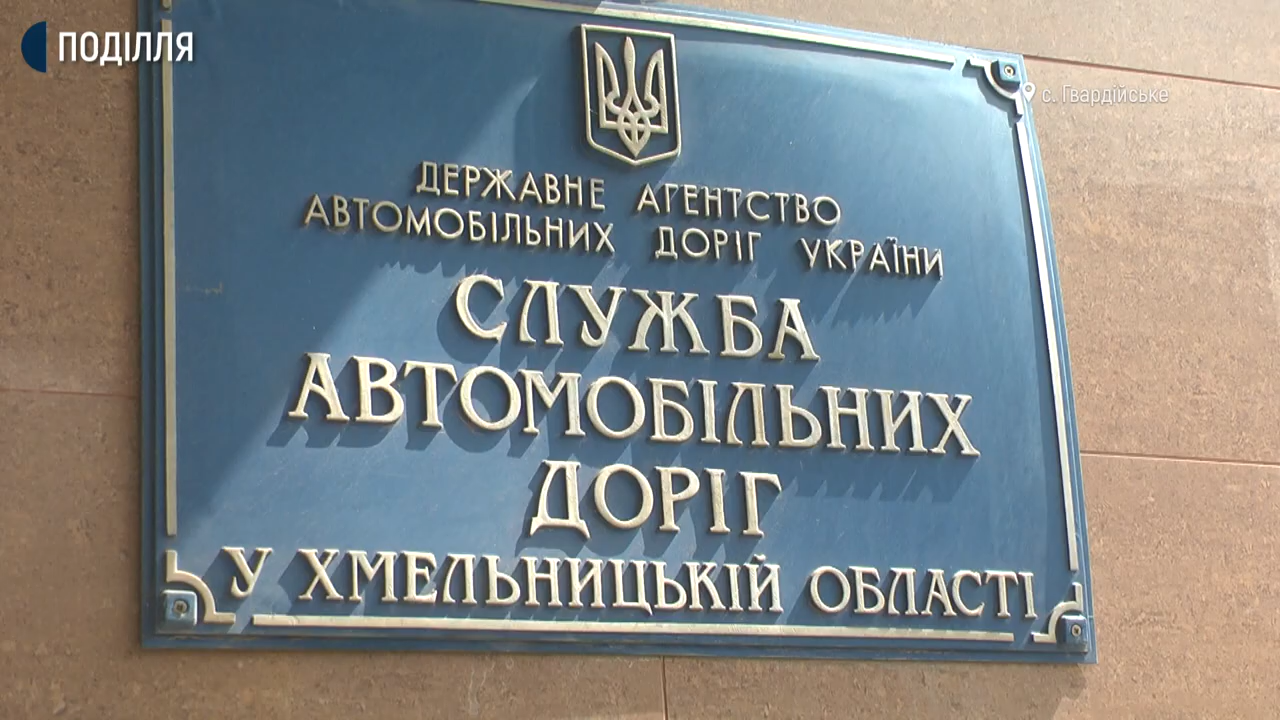 ПОДІЛЛЯ
с. Гвардійське
ДЕРЖАВНЕ АГЕНТСТВО
АВТОМОБІЛЬНИХ ДОРІГ УКРАЇНИ
СЛУЖБА
АВТОМОБІЛЬНИХ
ДОРІГ
У ХМЕЛЬНИЦЬКІЙ ОБЛАСТІ